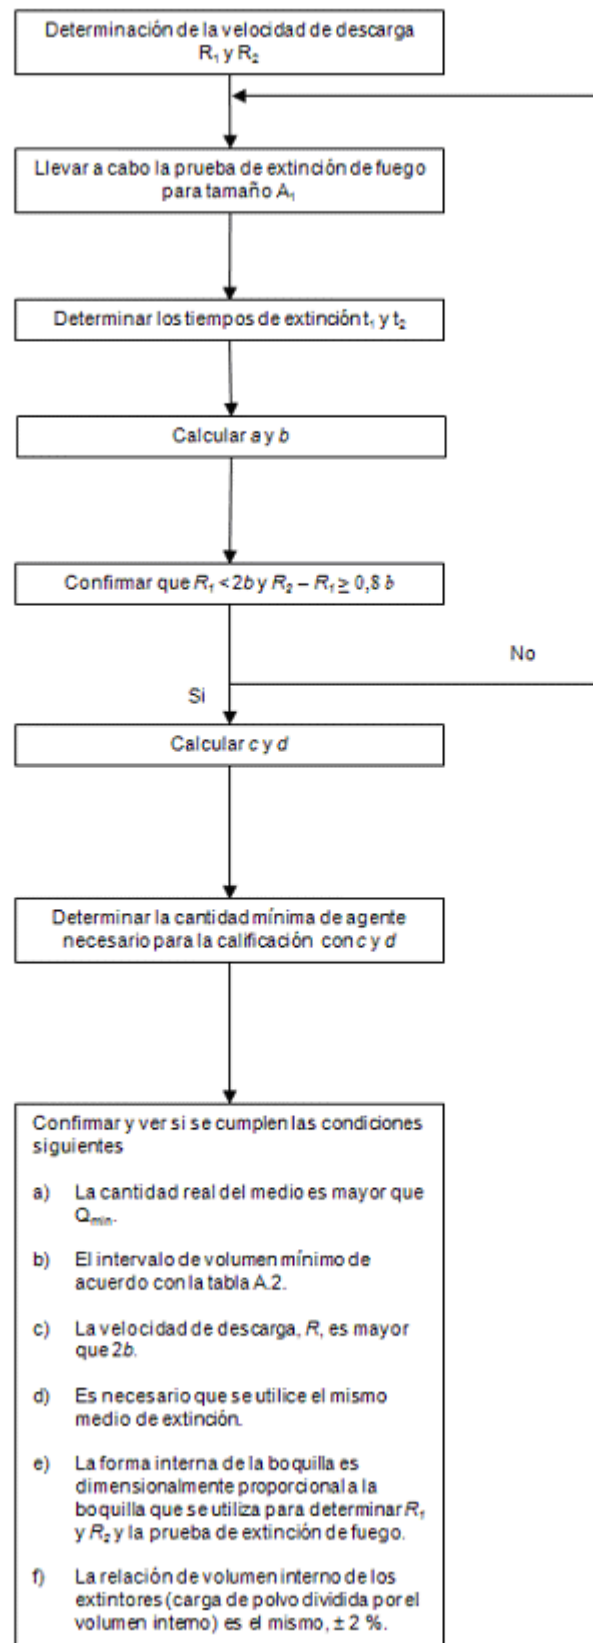 Determinación de la velocidad de descarga
R₁ y R₂
Llevar a cabo la prueba de extinción de fuego
para tamaño A₁
Determinar los tiempos de extinción t₁ y t₂
Calcular a y b
Confirmar que R₁ < 2b y R₂ – R₁ ≥ 0,8 b
No
Si
Calcular c y d
Determinar la cantidad mínima de agente
necesario para la calificación con c y d
Confirmar y ver si se cumplen las condiciones
siguientes
a) La cantidad real del medio es mayor que
Qₘᵢₙ.
b) El intervalo de volumen mínimo de
acuerdo con la tabla A.2.
c) La velocidad de descarga, R, es mayor
que 2b.
d) Es necesario que se utilice el mismo
medio de extinción.
e) La forma interna de la boquilla es
dimensionalmente proporcional a la
boquilla que se utiliza para determinar R₁
y R₂ y la prueba de extinción de fuego.
f) La relación de volumen interno de los
extintores (carga de polvo dividida por el
volumen interno) es el mismo, ± 2 %.